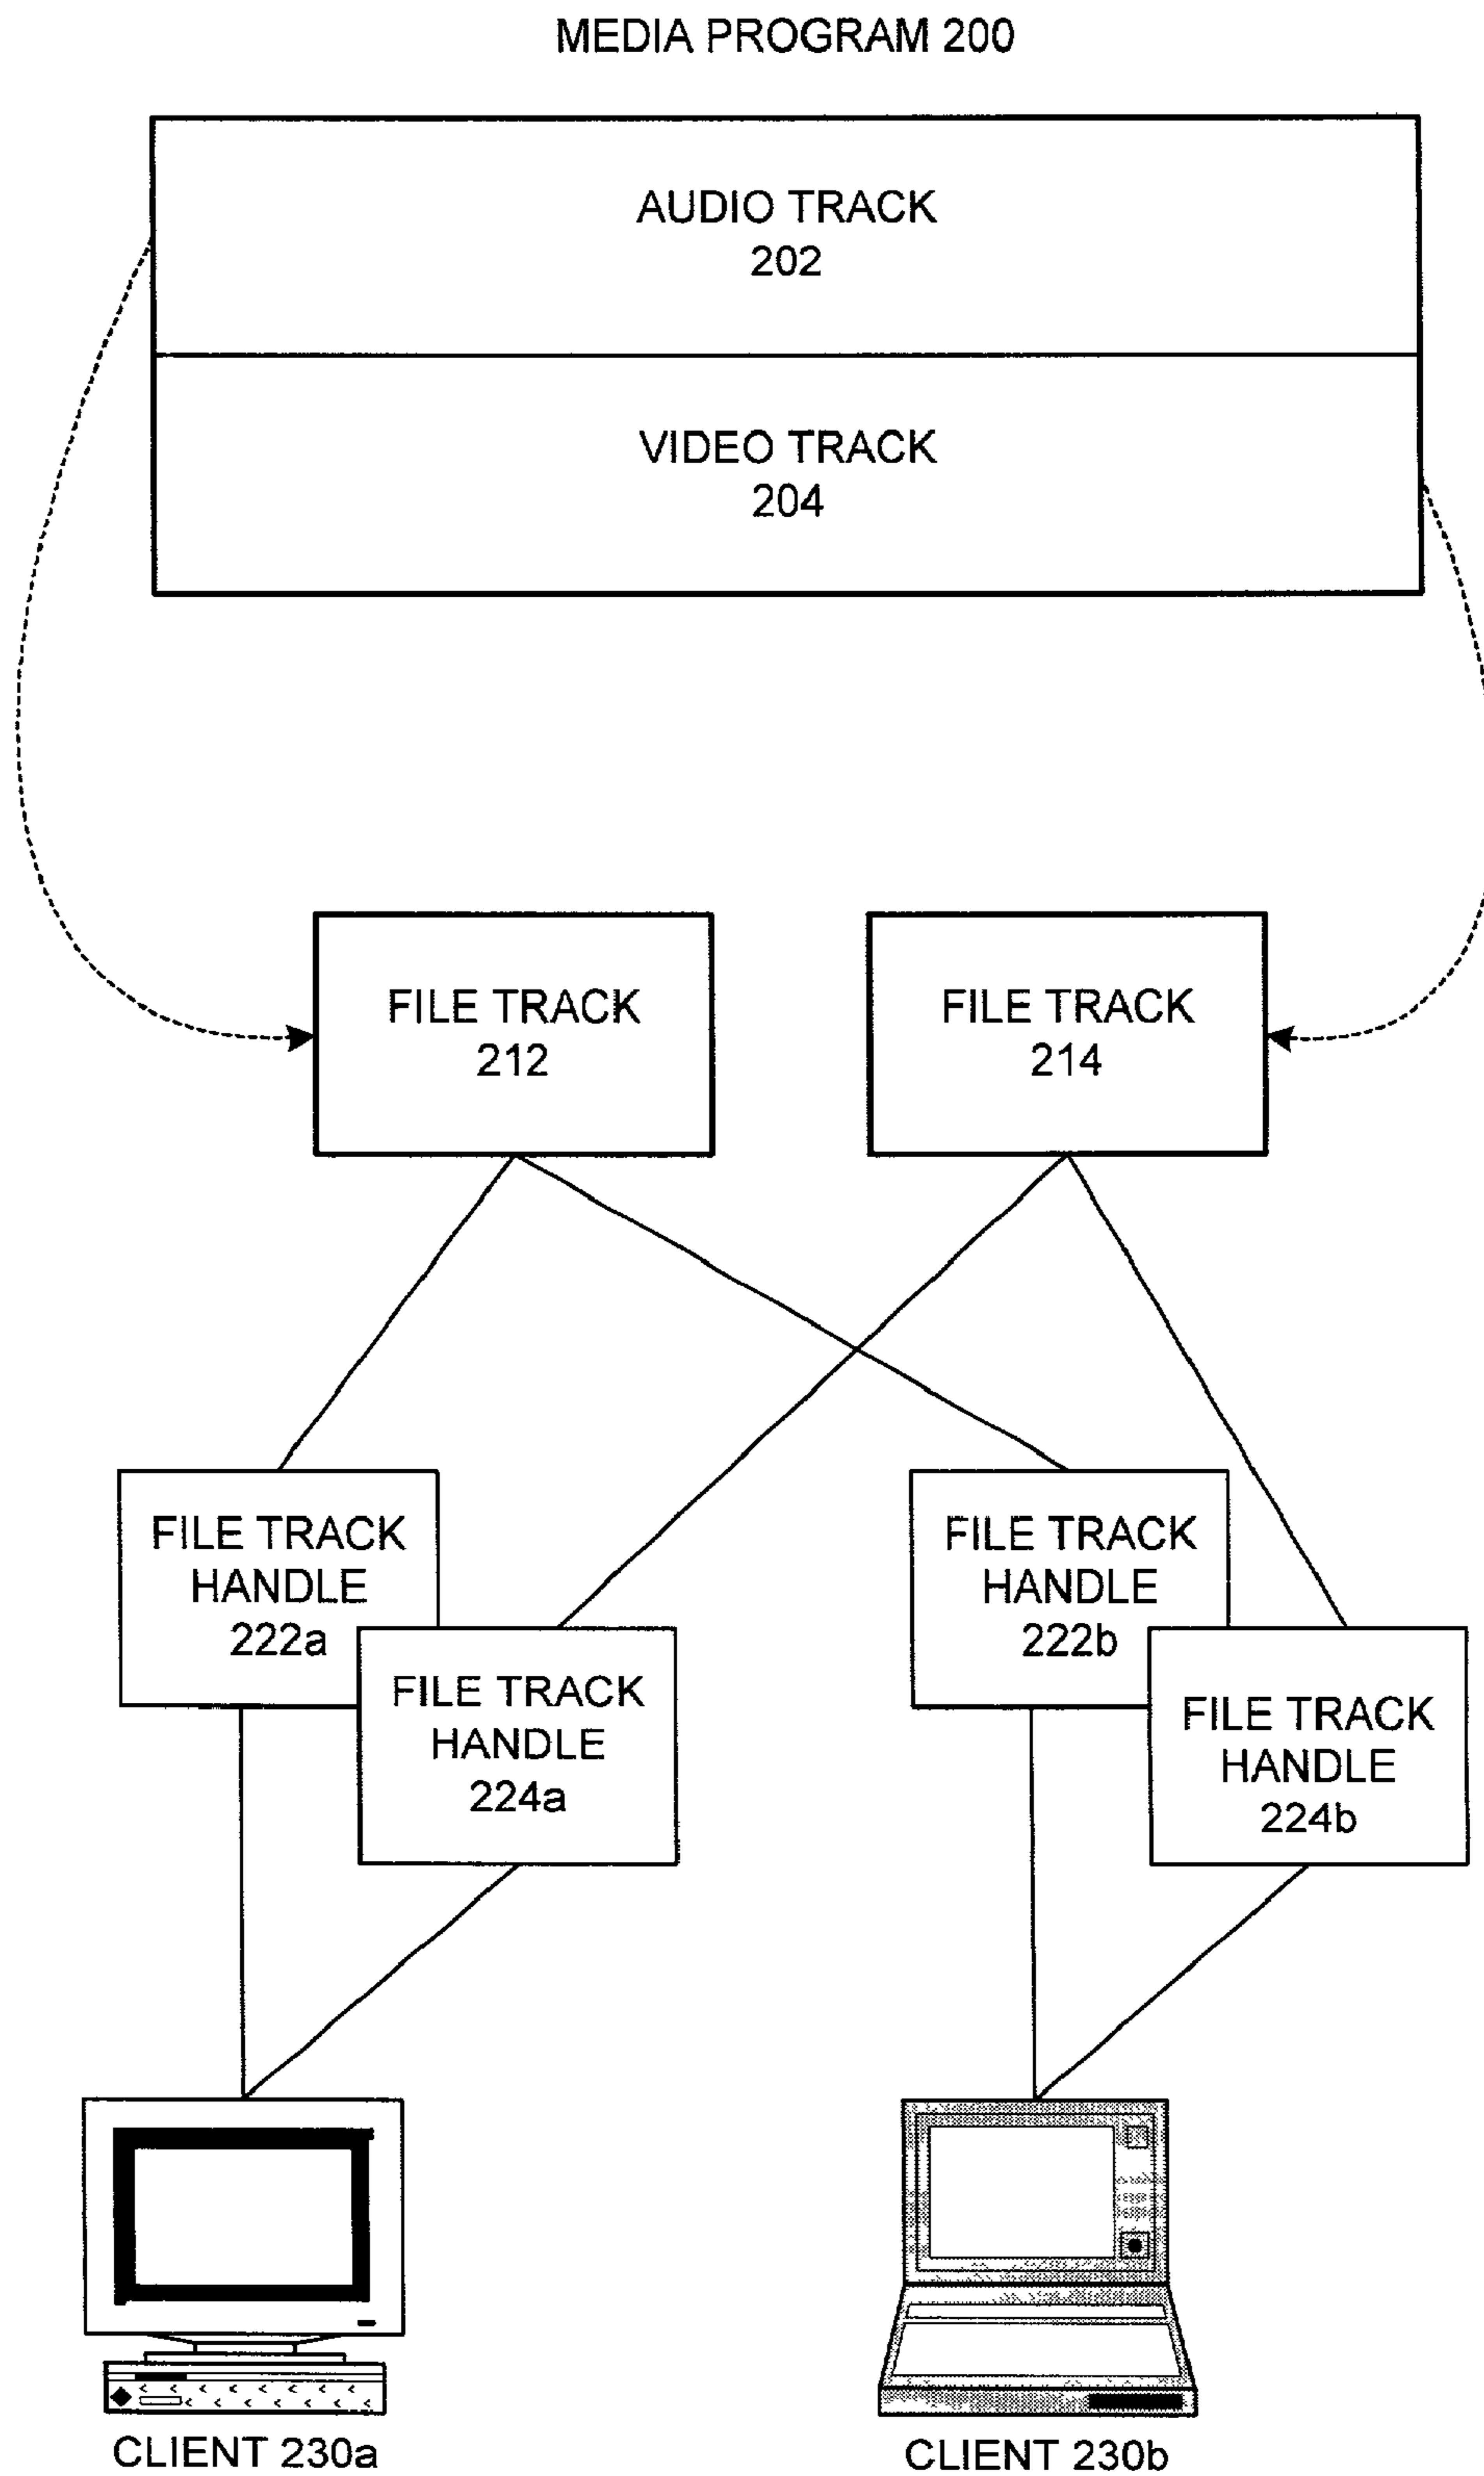 MEDIA PROGRAM 200
AUDIO TRACK
202
VIDEO TRACK
204
FILE TRACK
212
FILE TRACK
214
FILE TRACK
HANDLE
222a
FILE TRACK
HANDLE
224a
FILE TRACK
HANDLE
222b
FILE TRACK
HANDLE
224b
CLIENT 230a
CLIENT 230b